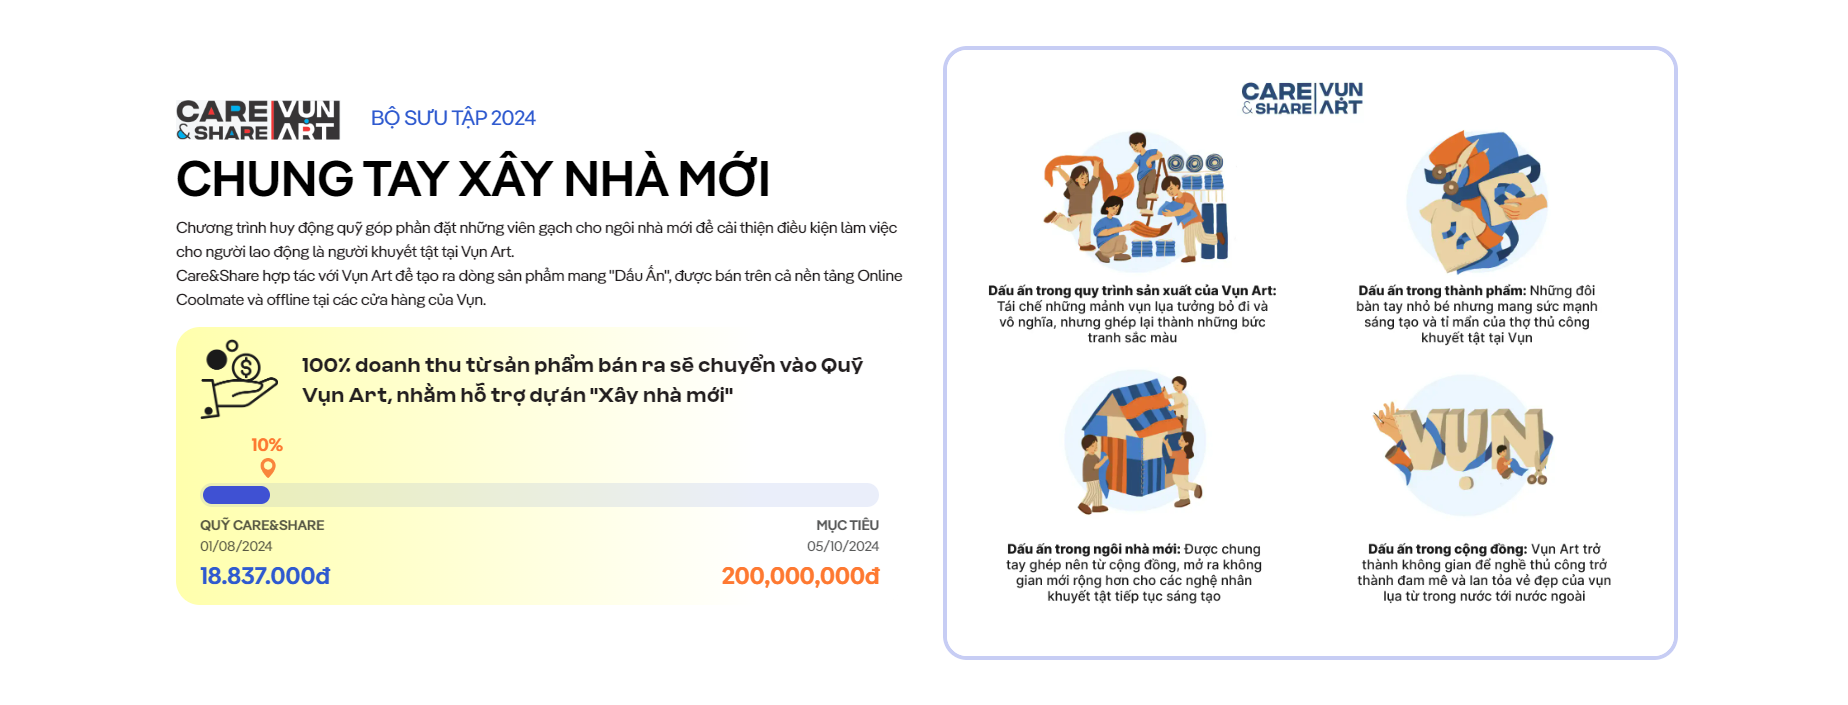 CARE VỤN
& SHARE ART
BỘ SƯU TẬP 2024
CHUNG TAY XÂY NHÀ MỚI
Chương trình huy động quỹ góp phần đặt những viên gạch cho ngôi nhà mới để cải thiện điều kiện làm việc
cho người lao động là người khuyết tật tại Vụn Art.
Care&Share hợp tác với Vụn Art để tạo ra dòng sản phẩm mang "Dấu Ấn", được bán trên cả nền tảng Online
Coolmate và offline tại các cửa hàng của Vụn.
100% doanh thu từ sản phẩm bán ra sẽ chuyển vào Quỹ
Vụn Art, nhằm hỗ trợ dự án "Xây nhà mới"
10%
QUỸ CARE&SHARE
01/08/2024
18.837.000đ
MỤC TIÊU
05/10/2024
200,000,000đ
CARE VỤN
& SHARE ART
Dấu ấn trong quy trình sản xuất của Vụn Art:
Tái chế những mảnh vụn lụa tưởng bỏ đi và
vô nghĩa, nhưng ghép lại thành những bức
tranh sắc màu
Dấu ấn trong thành phẩm: Những đôi
bàn tay nhỏ bé nhưng mang sức mạnh
sáng tạo và tỉ mẩn của thợ thủ công
khuyết tật tại Vụn
VỤN
Dấu ấn trong ngôi nhà mới: Được chung
tay ghép nên từ cộng đồng, mở ra không
gian mới rộng hơn cho các nghệ nhân
khuyết tật tiếp tục sáng tạo
Dấu ấn trong cộng đồng: Vụn Art trở
thành không gian để nghề thủ công trở
thành đam mê và lan tỏa vẻ đẹp của vụn
lụa từ trong nước tới nước ngoài